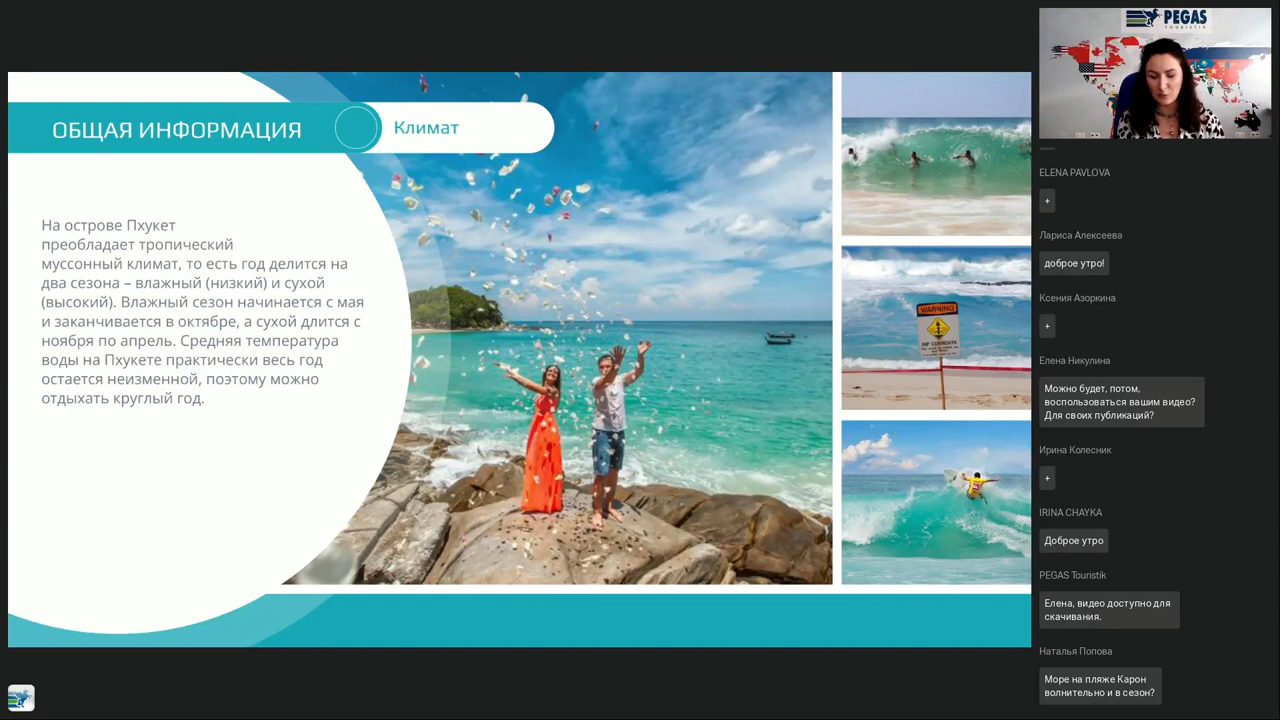 ОБЩАЯ ИНФОРМАЦИЯ
Климат
На острове Пхукет
преобладает тропический
муссонный климат, то есть год делится на
два сезона – влажный (низкий) и сухой
(высокий). Влажный сезон начинается с мая
и заканчивается в октябре, а сухой длится с
ноября по апрель. Средняя температура
воды на Пхукете практически весь год
остается неизменной, поэтому можно
отдыхать круглый год.
WARNING
RIP CURRENTS
PEGAS
TOURISTIK
ELENA PAVLOVA
+
Лариса Алексеева
доброе утро!
Ксения Азоркина
+
Елена Никулина
Можно будет, потом,
воспользоваться вашим видео?
Для своих публикаций?
Ирина Колесник
+
IRINA CHAYKA
Доброе утро
PEGAS Touristik
Елена, видео доступно для
скачивания.
Наталья Попова
Море на пляже Карон
волнительно и в сезон?